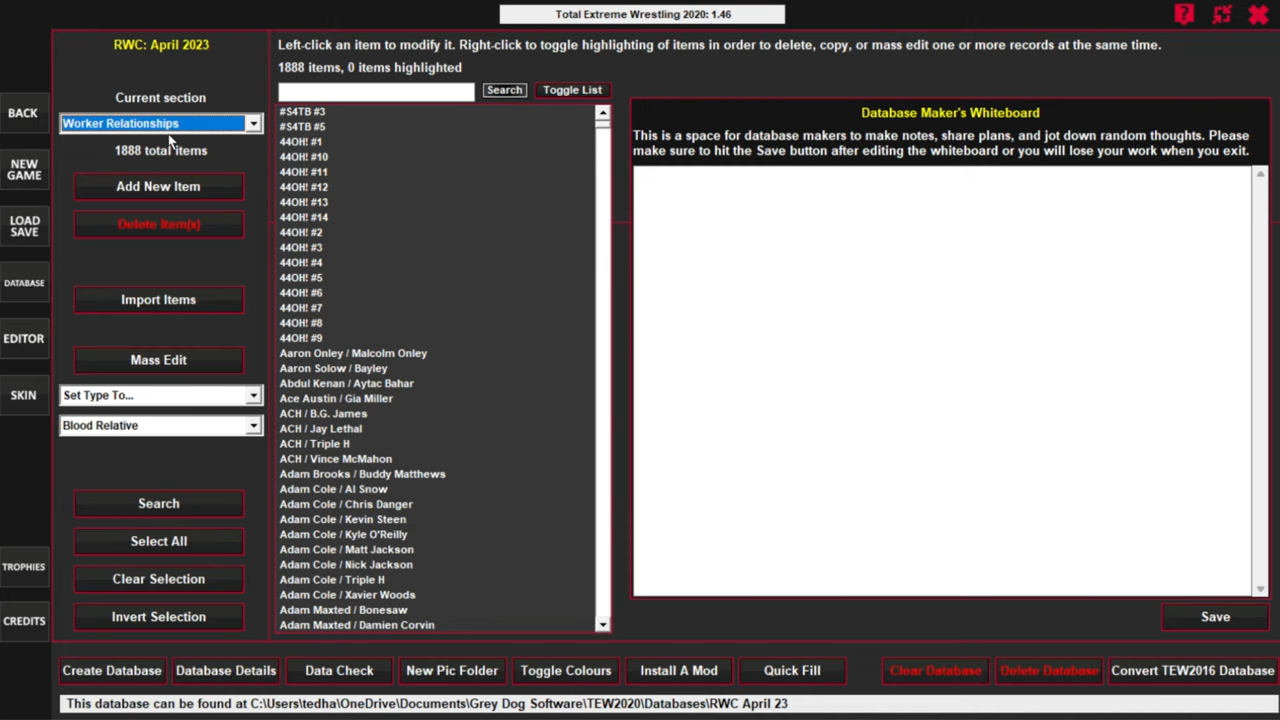 Total Extreme Wrestling 2020: 1.46
RWC: April 2023
Left-click an item to modify it. Right-click to toggle highlighting of items in order to delete, copy, or mass edit one or more records at the same time.
1888 items, 0 items highlighted
Current section
Worker Relationships
1888 total items
Add New Item
Delete Item(s)
Import Items
Mass Edit
Set Type To...
Blood Relative
Search
Select All
Clear Selection
Invert Selection
BACK
NEW
GAME
LOAD
SAVE
DATABASE
EDITOR
SKIN
TROPHIES
CREDITS
Search
Toggle List
#S4TB #3
#S4TB #5
44OH! #1
44OH! #10
44OH! #11
44OH! #12
44OH! #13
44OH! #14
44OH! #2
44OH! #3
44OH! #4
44OH! #5
44OH! #6
44OH! #7
44OH! #8
44OH! #9
Aaron Onley / Malcolm Onley
Aaron Solow / Bayley
Abdul Kenan / Aytac Bahar
Ace Austin / Gia Miller
ACH / B.G. James
ACH / Jay Lethal
ACH / Triple H
ACH / Vince McMahon
Adam Brooks / Buddy Matthews
Adam Cole / Al Snow
Adam Cole / Chris Danger
Adam Cole / Kevin Steen
Adam Cole / Kyle O'Reilly
Adam Cole / Matt Jackson
Adam Cole / Nick Jackson
Adam Cole / Triple H
Adam Cole / Xavier Woods
Adam Maxted / Bonesaw
Adam Maxted / Damien Corvin
Database Maker's Whiteboard
This is a space for database makers to make notes, share plans, and jot down random thoughts. Please
make sure to hit the Save button after editing the whiteboard or you will lose your work when you exit.
Save
Create Database
Database Details
Data Check
New Pic Folder
Toggle Colours
Install A Mod
Quick Fill
Clear Database
Delete Database
Convert TEW2016 Database
This database can be found at C:\Users\tedha\OneDrive\Documents\Grey Dog Software\TEW2020\Databases\RWC April 23